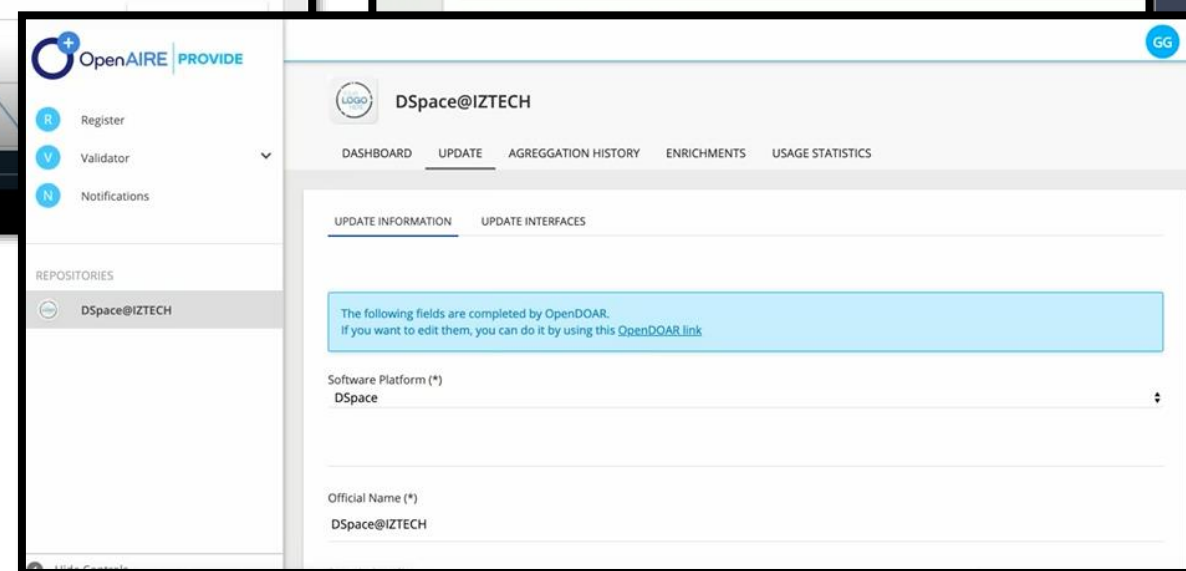 OpenAIRE PROVIDE
GG
R Register
V Validator
N Notifications
REPOSITORIES
DSpace@IZTECH
YOUR LOGO HERE
DSpace@IZTECH
DASHBOARD UPDATE AGREGGATION HISTORY ENRICHMENTS USAGE STATISTICS
UPDATE INFORMATION UPDATE INTERFACES
The following fields are completed by OpenDOAR.
If you want to edit them, you can do it by using this OpenDOAR link
Software Platform (*)
DSpace
Official Name (*)
DSpace@IZTECH